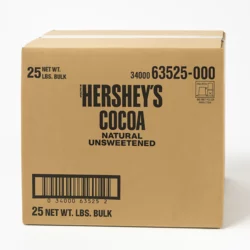 25 NET WT.
LBS. BULK
34000 63525-000
HERSHEY'S
COCOA
NATURAL
UNSWEETENED
0 34000 63525 2
25 NET WT. LBS. BULK